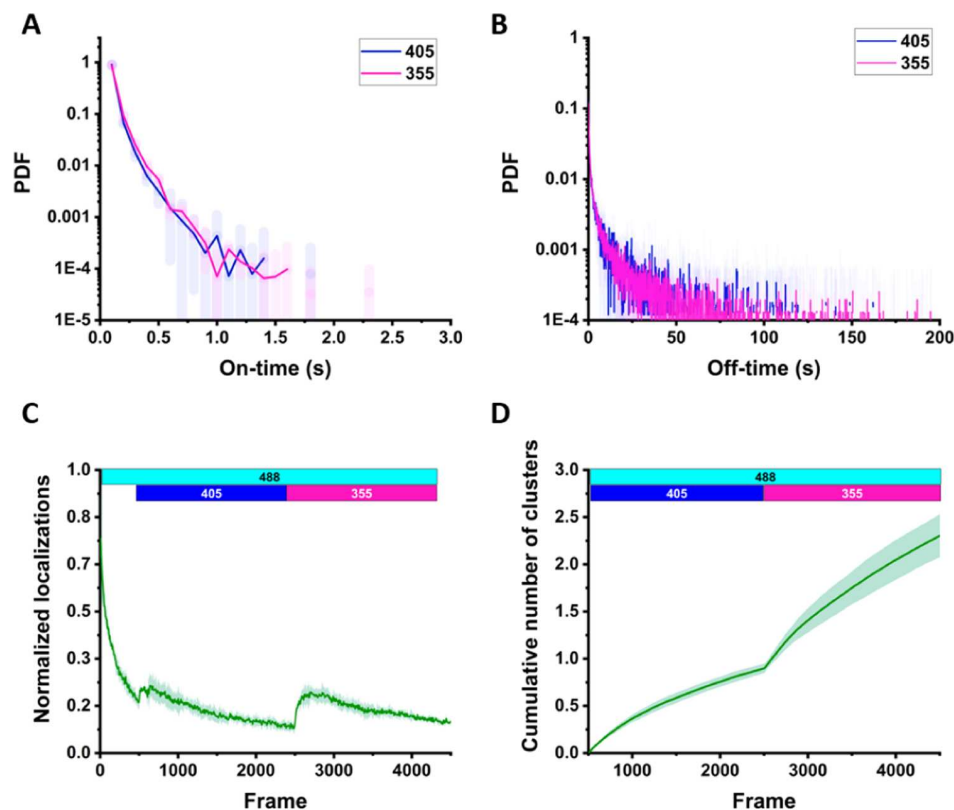 A
B
405
355
405
355
PDF
1
0.1
0.01
0.001
1E-4
1E-5
0.0 0.5 1.0 1.5 2.0 2.5 3.0
On-time (s)
PDF
1
0.1
0.01
0.001
1E-4
0 50 100 150 200
Off-time (s)
C
D
488
405 355
Normalized localizations
1.0
0.8
0.7
0.5
0.3
0.2
0.0
0 1000 2000 3000 4000
Frame
488
405 355
Cumulative number of clusters
3.0
2.5
2.0
1.5
1.0
0.5
0.0
1000 2000 3000 4000
Frame